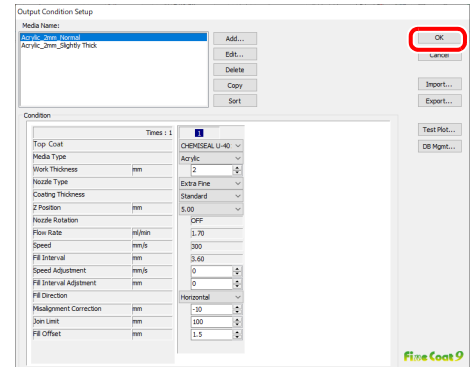 Output Condition Setup
Media Name:
Acrylic_2mm_Normal
Acrylic_2mm_Slightly Thick
Add...
Edit...
Delete
Copy
Sort
OK
Cancel
Import...
Export...
Test Plot...
DB Mgmt...
Condition
Times : 1 1
Top Coat CHEMISEAL U-40
Media Type Acrylic
Work Thickness mm 2
Nozzle Type Extra Fine
Coating Thickness Standard
Z Position mm 5.00
Nozzle Rotation OFF
Flow Rate ml/min 1.70
Speed mm/s 300
Fill Interval mm 3.60
Speed Adjustment mm/s 0
Fill Interval Adjstment mm 0
Fill Direction Horizontal
Misalignment Correction mm -10
Join Limit mm 100
Fill Offset mm 1.5
Fine Coat 9